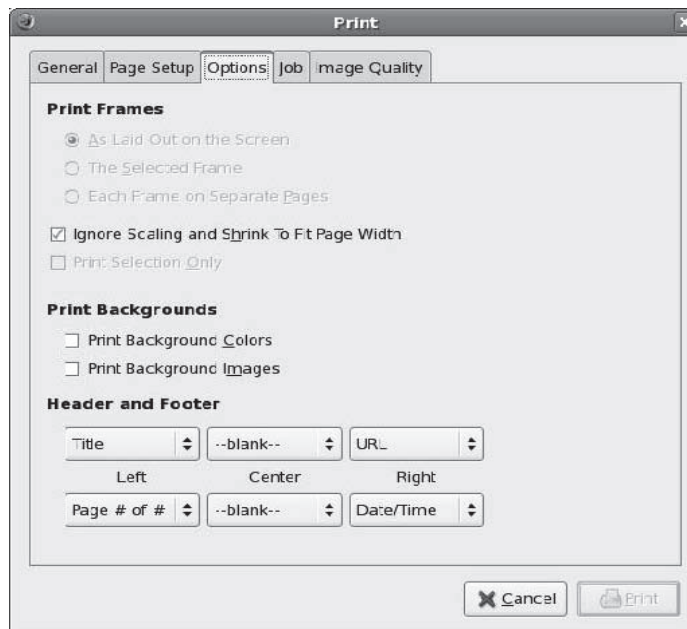 Print
General Page Setup Options Job Image Quality
Print Frames
As Laid Out on the Screen
The Selected Frame
Each Frame on Separate Pages
Ignore Scaling and Shrink To Fit Page Width
Print Selection Only
Print Backgrounds
Print Background Colors
Print Background Images
Header and Footer
Title --blank-- URL
Left Center Right
Page # of # --blank-- Date/Time
Cancel Print